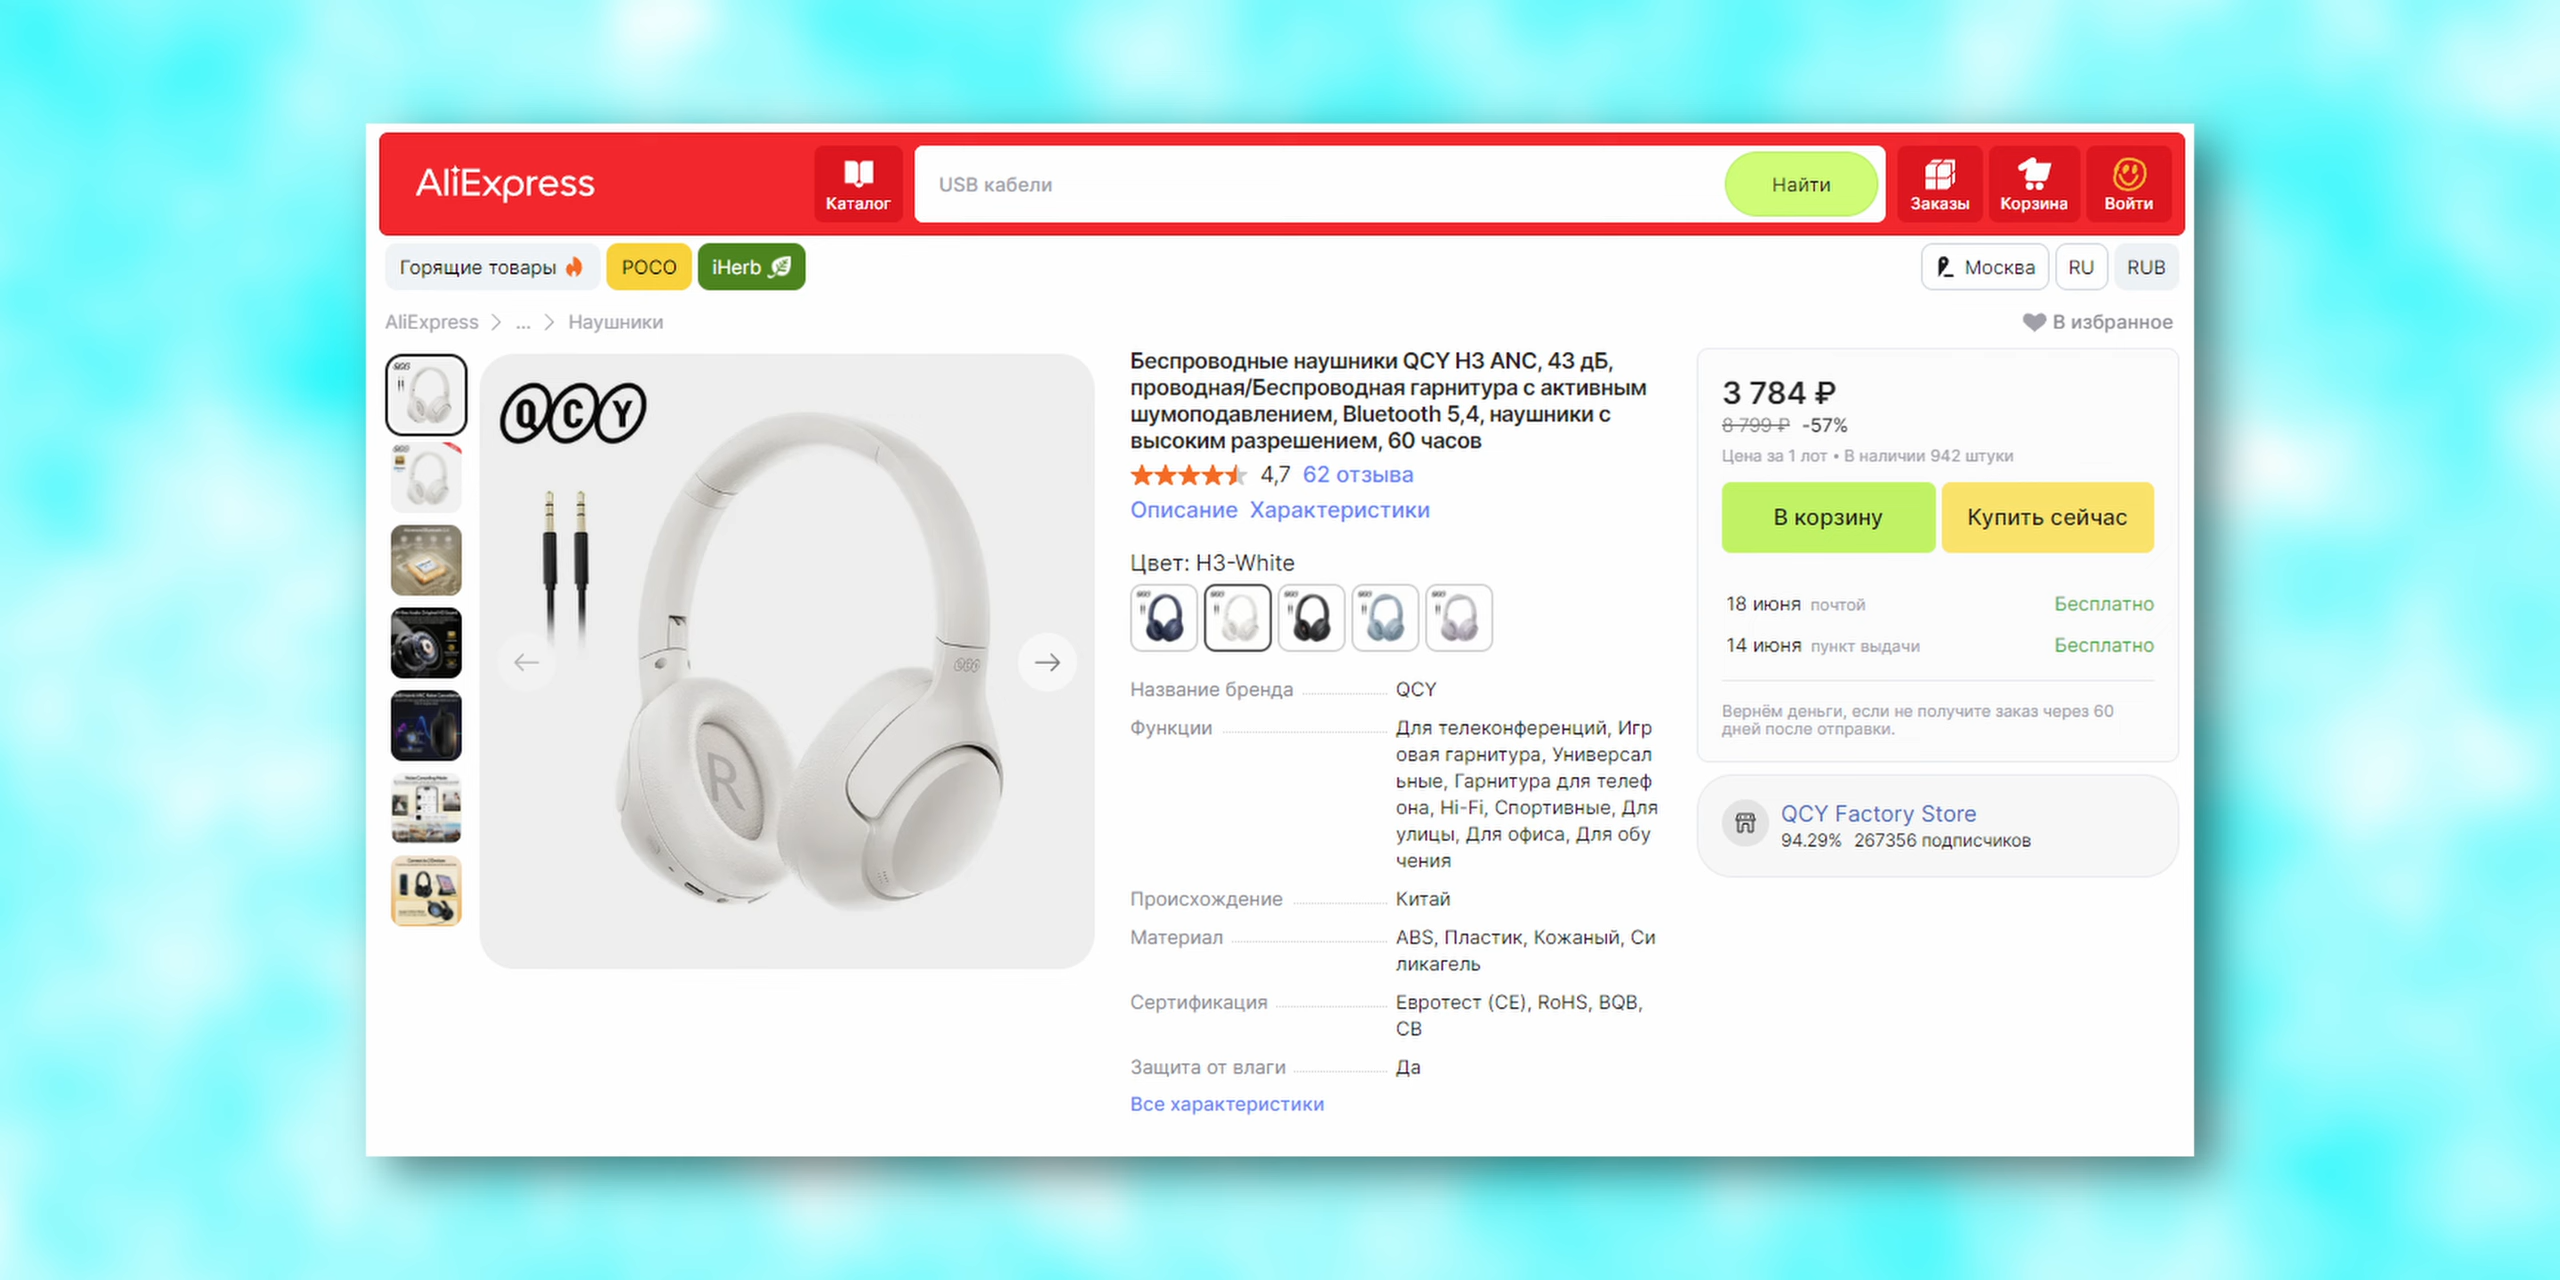 AliExpress
Каталог
USB кабели
Найти
Заказы
Корзина
Войти
Горящие товары
POCO
iHerb
Москва
RU
RUB
AliExpress
...
Наушники
В избранное
QCY
QCY
R
Беспроводные наушники QCY H3 ANC, 43 дБ,
проводная/Беспроводная гарнитура с активным
шумоподавлением, Bluetooth 5,4, наушники с
высоким разрешением, 60 часов
4,7 62 отзыва
Описание Характеристики
Цвет: H3-White
Название бренда QCY
Функции Для телеконференций, Игр
овая гарнитура, Универсал
ьные, Гарнитура для телеф
она, Hi-Fi, Спортивные, Для
улицы, Для офиса, Для обу
чения
Происхождение Китай
Материал ABS, Пластик, Кожаный, Си
ликагель
Сертификация Евротест (CE), RoHS, BQB,
CB
Защита от влаги Да
Все характеристики
3 784 ₽
8 799 ₽ -57%
Цена за 1 лот • В наличии 942 штуки
В корзину
Купить сейчас
18 июня почтой Бесплатно
14 июня пункт выдачи Бесплатно
Вернём деньги, если не получите заказ через 60
дней после отправки.
QCY Factory Store
94.29% 267356 подписчиков